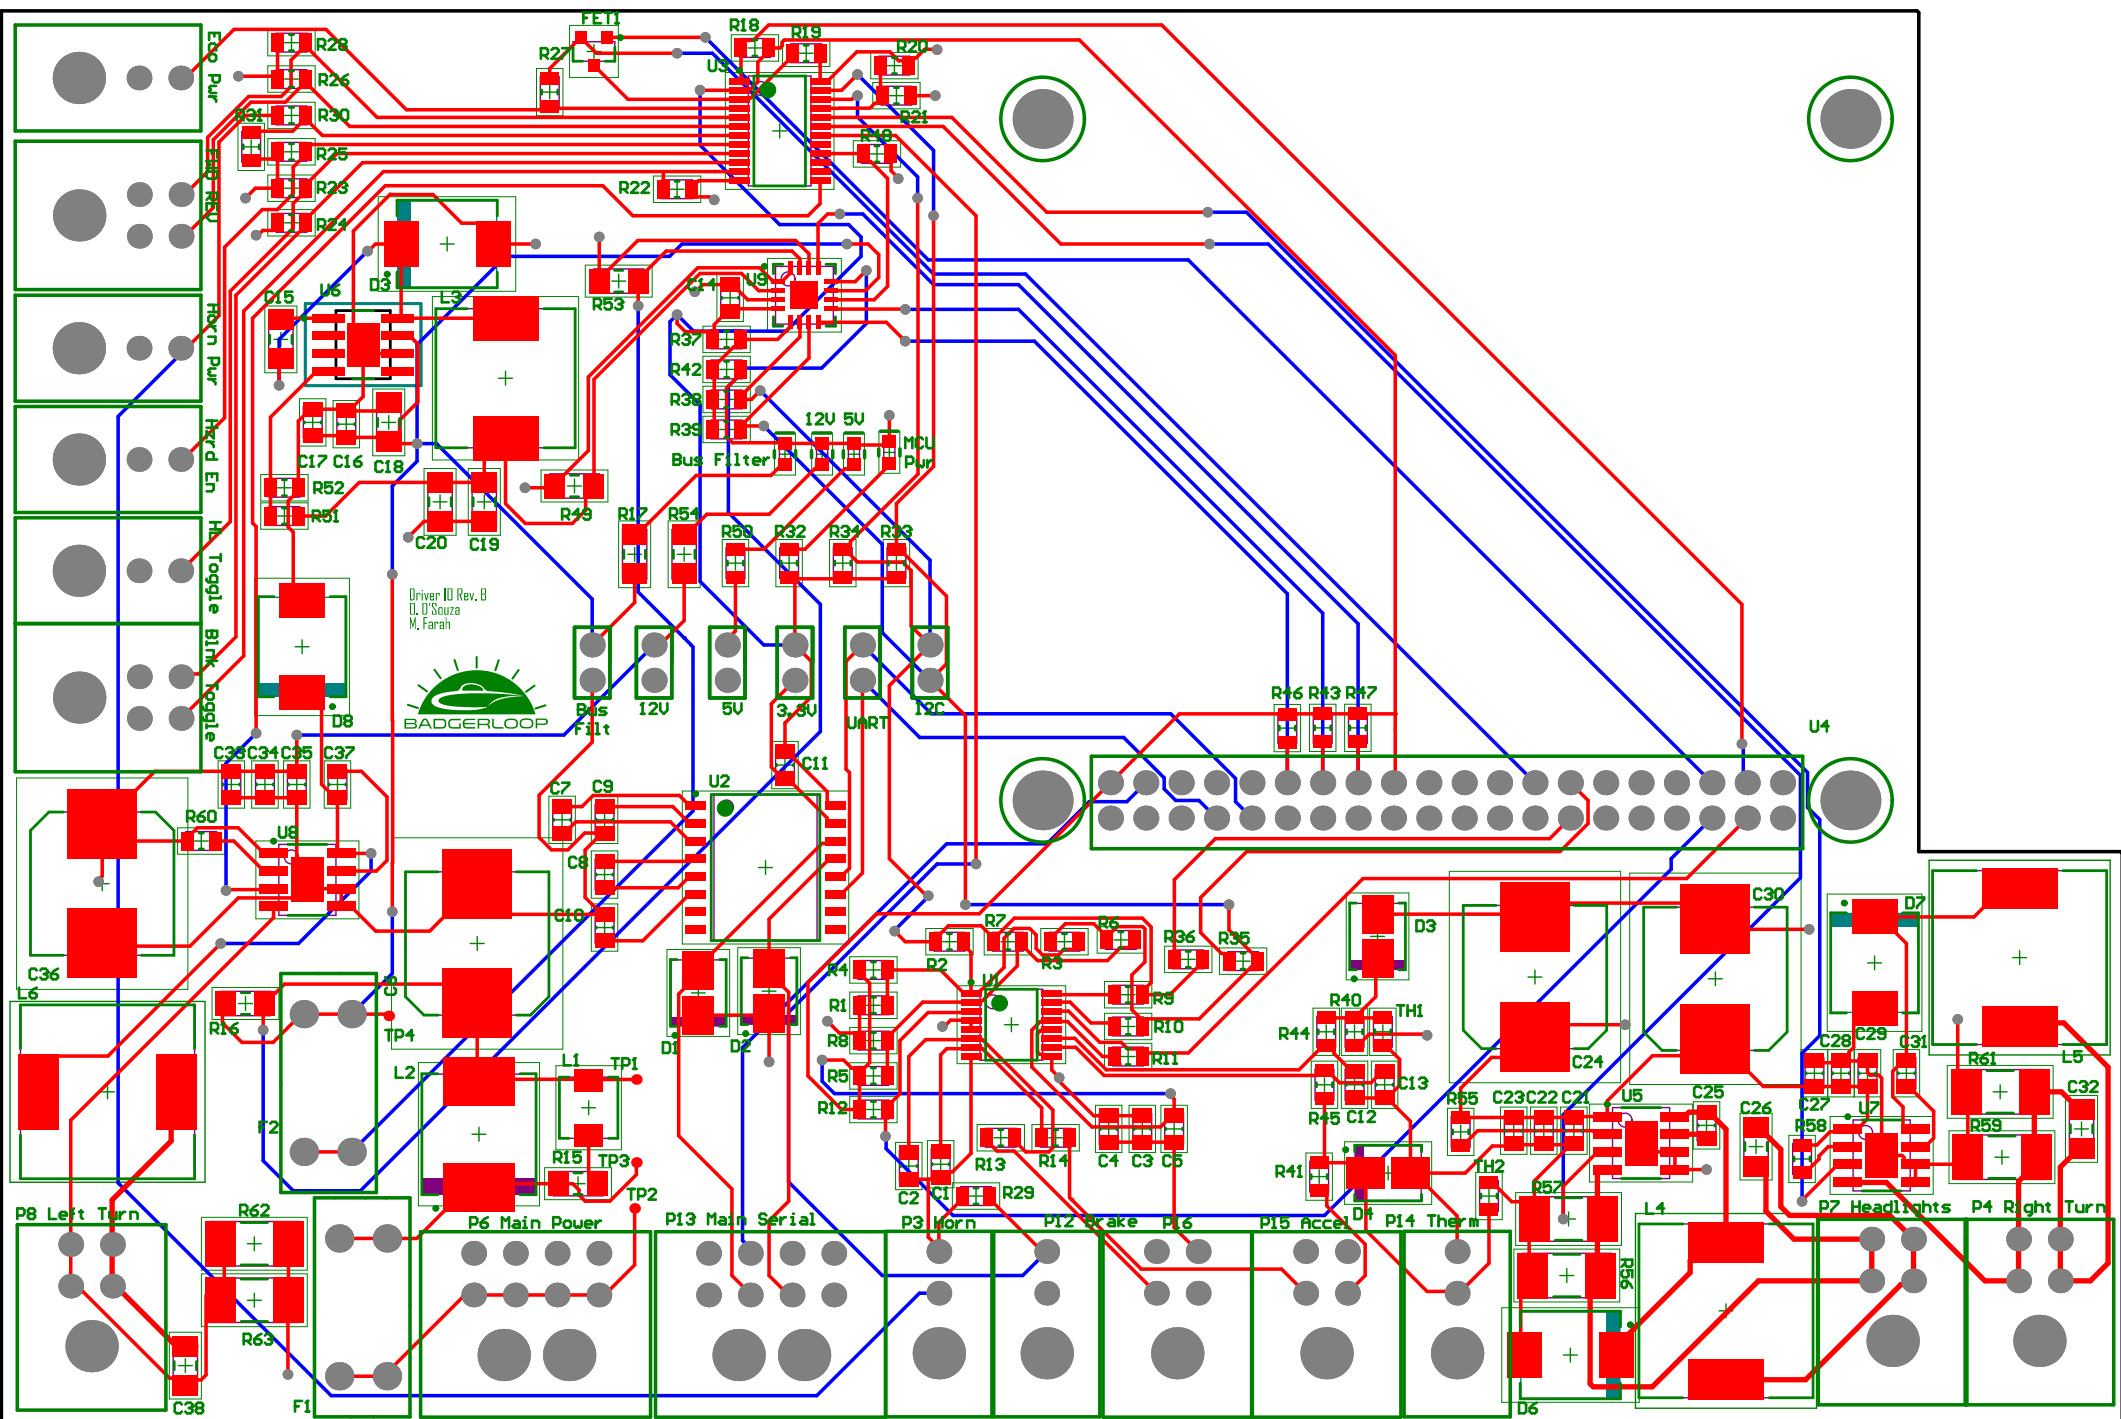 FET1
R18
R19
R20
Eco Pwr
R28
R27
U3
R26
R21
R31
R30
R48
R25
FWD REV
R23
R22
R24
D3
U9
C14
R53
U6
L3
C15
Horn Pwr
R37
R42
R38
R39
12V 5V
MCU
Pwr
Bus Filter
C17
C16
C18
Hzrd En
R52
R51
R49
R17
R54
R50
R32
R34
R33
C20
C19
HL Toggle
Driver IO Rev. B
D. D'Souza
M. Farah
Blnk Toggle
D8
BADGERLOOP
Bus
Filt
12V
5V
3.3V
UART
I2C
R46
R43
R47
U4
C33
C34
C35
C37
C11
C7
C9
U2
R60
U8
C8
C10
C36
L6
R7
R6
R2
R3
R36
R35
D3
C30
D7
R4
U1
R16
TP4
R1
R9
R40
TH1
R44
R10
R8
D1
D2
R11
C24
C28
C29
C31
L5
L2
L1
TP1
R5
C13
R61
R12
R45
C12
R55
C23
C22
C21
U5
C25
C26
C27
U7
C32
F2
R58
R59
R15
TP3
R13
R14
C4
C3
C5
R41
TH2
C2
C1
R29
TP2
D4
R57
L4
P8 Left Turn
R62
P6 Main Power
P13 Main Serial
P3 Horn
P12 Brake
P16
P15 Accel
P14 Therm
P7 Headlights
P4 Right Turn
R56
R63
C38
F1
D6